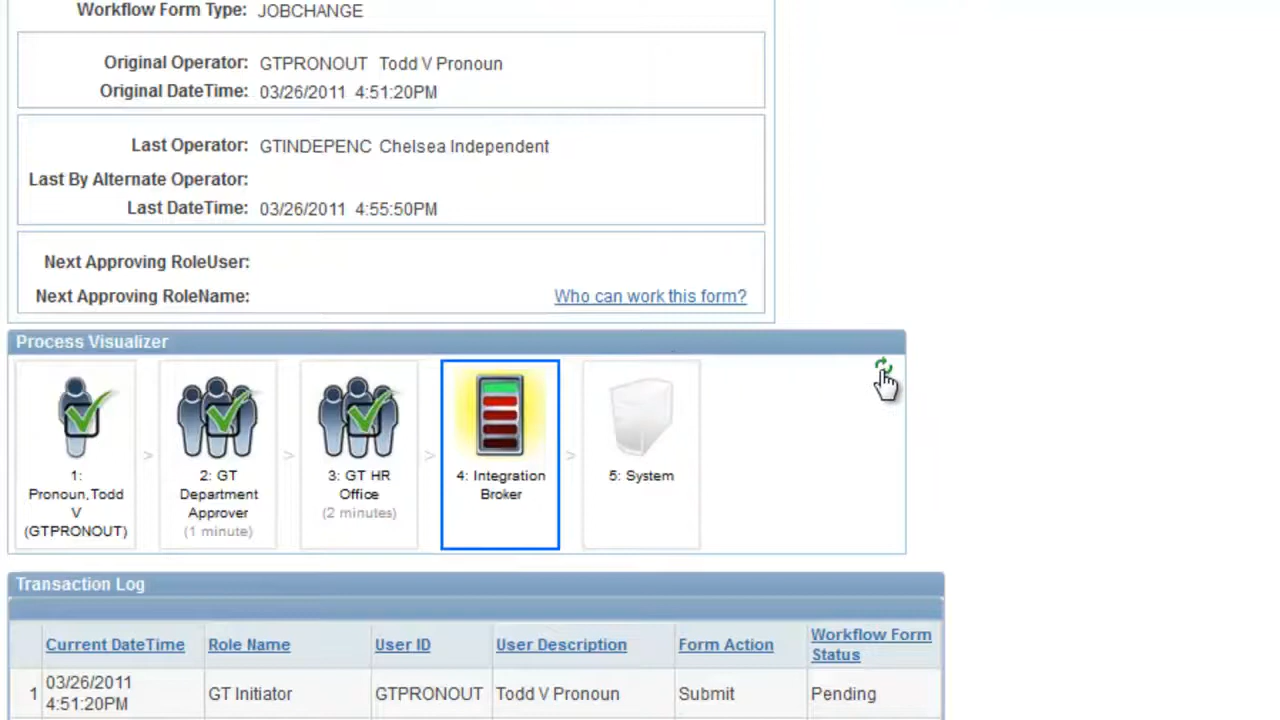 Workflow Form Type: JOBCHANGE
Original Operator: GTPRONOUT Todd V Pronoun
Original DateTime: 03/26/2011 4:51:20PM
Last Operator: GTINDEPENC Chelsea Independent
Last By Alternate Operator:
Last DateTime: 03/26/2011 4:55:50PM
Next Approving RoleUser:
Next Approving RoleName: Who can work this form?
Process Visualizer
1:
Pronoun,Todd
V
(GTPRONOUT)
>
2: GT
Department
Approver
(1 minute)
>
3: GT HR
Office
(2 minutes)
>
4: Integration
Broker
>
5: System
Transaction Log
Current DateTime Role Name User ID User Description Form Action Workflow Form
Status
1 03/26/2011
4:51:20PM GT Initiator GTPRONOUT Todd V Pronoun Submit Pending